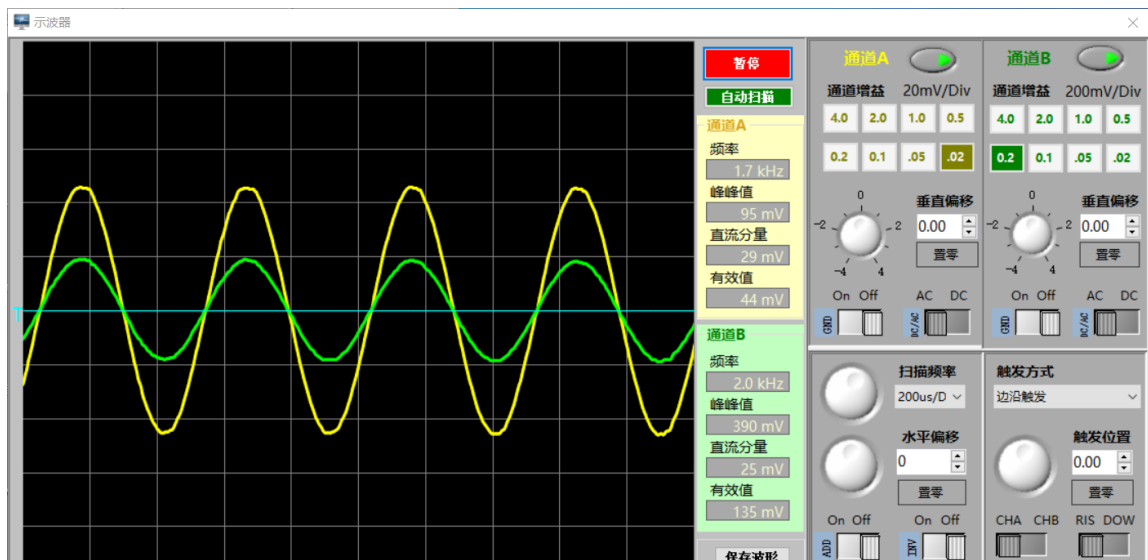 示波器
暂停
自动扫描
通道A
频率
1.7 kHz
峰峰值
95 mV
直流分量
29 mV
有效值
44 mV
通道B
频率
2.0 kHz
峰峰值
390 mV
直流分量
25 mV
有效值
135 mV
保存波形
通道A
通道增益 20mV/Div
4.0 2.0 1.0 0.5
0.2 0.1 .05 .02
0
-2 2
-4 4
垂直偏移
0.00
置零
On Off AC DC
GND DC/AC
通道B
通道增益 200mV/Div
4.0 2.0 1.0 0.5
0.2 0.1 .05 .02
0
-2 2
-4 4
垂直偏移
0.00
置零
On Off AC DC
GND DC/AC
扫描频率
200us/D
水平偏移
0
置零
On Off On Off
ADD INV
触发方式
边沿触发
触发位置
0.00
置零
CHA CHB RIS DOW
T